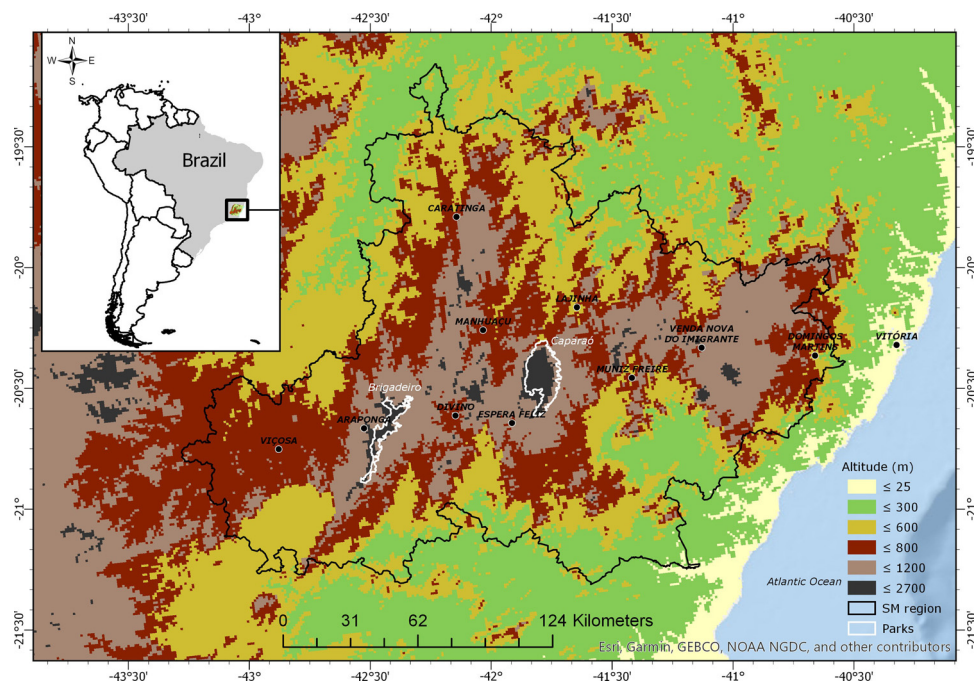 -43°30'
-43°
-42°30'
-42°
-41°30'
-41°
-40°30'
N
W E
S
Brazil
-19°30'
-19°30'
CARATINGA
-20°
-20°
LAJINHA
MANHUAÇU
VENDA NOVA
DO IMIGRANTE
DOMINGOS
MARTINS
VITÓRIA
Caparaó
MUNIZ FREIRE
-20°30'
-20°30'
Brigadeiro
DIVINO
ESPERA FELIZ
ARAPONGA
VIÇOSA
Altitude (m)
≤ 25
≤ 300
≤ 600
≤ 800
≤ 1200
≤ 2700
SM region
Parks
-21°
-21°
Atlantic Ocean
0 31 62 124 Kilometers
-21°30'
-21°30'
Esri, Garmin, GEBCO, NOAA NGDC, and other contributors
-43°30'
-43°
-42°30'
-42°
-41°30'
-41°
-40°30'